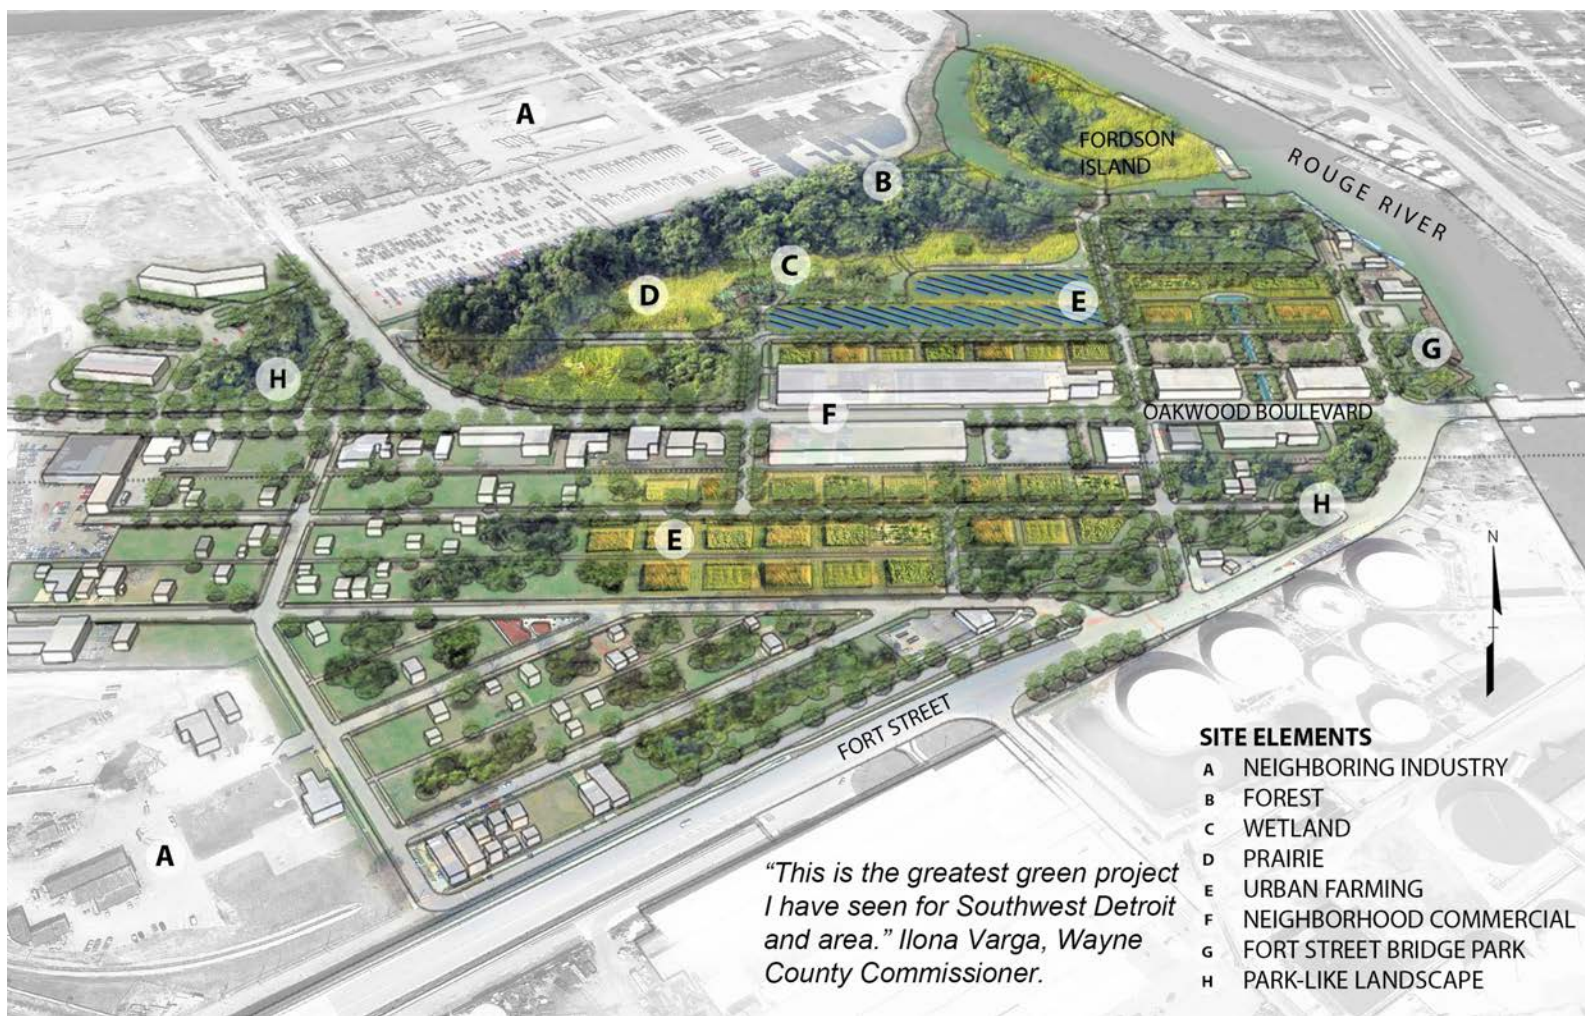 A
B
FORDSON
ISLAND
ROUGE RIVER
C
D
E
G
H
F
OAKWOOD BOULEVARD
H
E
N
FORT STREET
A
SITE ELEMENTS
A NEIGHBORING INDUSTRY
B FOREST
C WETLAND
D PRAIRIE
E URBAN FARMING
F NEIGHBORHOOD COMMERCIAL
G FORT STREET BRIDGE PARK
H PARK-LIKE LANDSCAPE
“This is the greatest green project
I have seen for Southwest Detroit
and area.” Ilona Varga, Wayne
County Commissioner.